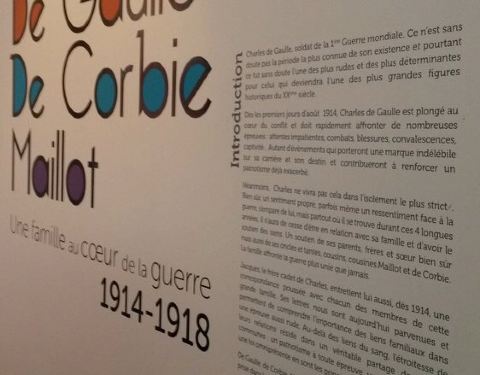 De Gaulle
De Corbie
Maillot
Une famille au cœur de la guerre
1914-1918
Introduction
Charles de Gaulle, soldat de la 1ère Guerre mondiale. Ce n'est sans
doute pas la période la plus connue de son existence et pourtant
ce fut sans doute l'une des plus rudes et des plus déterminantes
pour celui qui deviendra l'une des plus grandes figures
historiques du XXème siècle.
Dès les premiers jours d'août 1914, Charles de Gaulle est plongé au
cœur du conflit et doit rapidement affronter de nombreuses
épreuves : attentes impatientes, combats, blessures, convalescences,
captivité. Autant d'évènements qui porteront une marque indélébile
sur sa carrière et son destin et contribueront à renforcer un
patriotisme déjà exacerbé.
Néanmoins, Charles ne vivra pas cela dans l'isolement le plus strict.
Bien sûr, un sentiment propre, parfois même un ressentiment face à la
guerre, s'empare de lui, mais partout où il se trouve durant ces 4 longues
années, il n'aura de cesse d'être en relation avec sa famille et d'avoir le
soutien des siens. Un soutien de ses parents, frères et sœur bien sûr
mais aussi de ses oncles et tantes, cousins, cousines Maillot et de Corbie.
La famille affronte la guerre plus unie que jamais.
Jacques, le frère cadet de Charles, entretient lui aussi, dès 1914, une
correspondance poussée avec chacun des membres de cette
grande famille. Ses lettres nous sont aujourd'hui parvenues et
permettent de comprendre l'importance des liens familiaux dans
une épreuve aussi rude. Au-delà des liens du sang, l'étroitesse de
leurs relations réside dans un véritable partage de
communes : un patriotisme à toute épreuve
De Gaulle, de Corbie